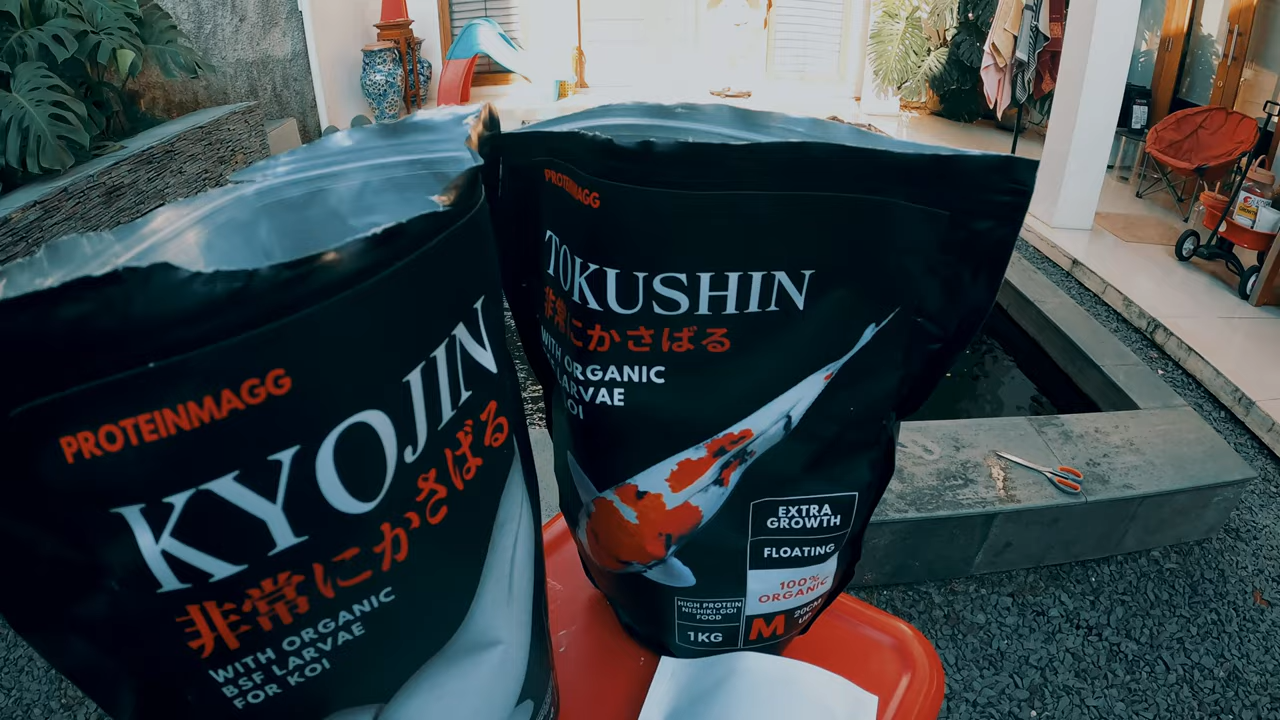 PROTEINMAGG
KYOJIN
非常にかさばる
WITH ORGANIC
BSF LARVAE
FOR KOI
PROTEINMAGG
TOKUSHIN
非常にかさばる
WITH ORGANIC
BSF LARVAE
KOI
EXTRA
GROWTH
FLOATING
100%
ORGANIC
HIGH PROTEIN
NISHIKI-GOI
FOOD
1KG
M
20CM
UP